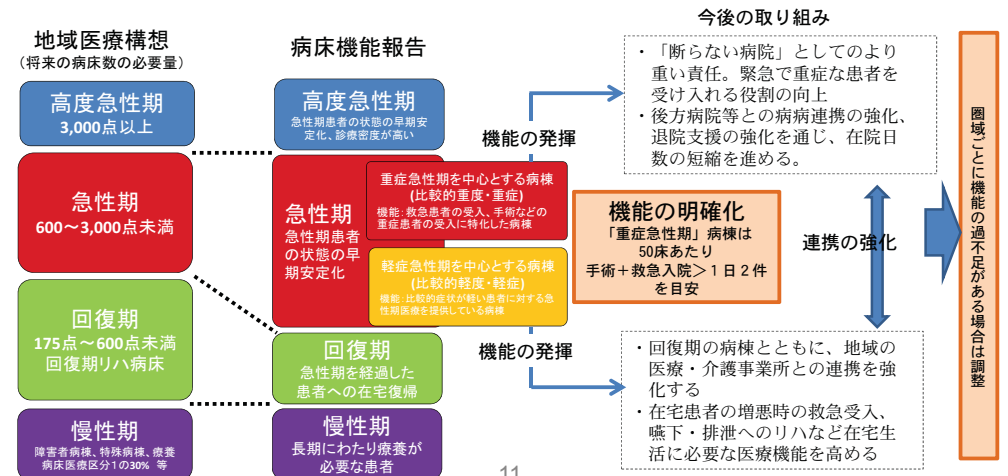 地域医療構想
(将来の病床数の必要量)
高度急性期
3,000点以上
急性期
600～3,000点未満
回復期
175点～600点未満
回復期リハ病床
慢性期
障害者病棟、特殊病棟、療養
病床医療区分1の30% 等
病床機能報告
高度急性期
急性期患者の状態の早期安
定化、診療密度が高い
急性期
急性期患者
の状態の早
期安定化
重症急性期を中心とする病棟
(比較的重度・重症)
機能：救急患者の受入、手術などの
重症患者の受入に特化した病棟
軽症急性期を中心とする病棟
(比較的軽度・軽症)
機能：比較的症状が軽い患者に対する急
性期医療を提供している病棟
回復期
急性期を経過した
患者への在宅復帰
慢性期
長期にわたり療養が
必要な患者
機能の発揮
機能の発揮
機能の明確化
「重症急性期」病棟は
50床あたり
手術＋救急入院＞１日２件
を目安
今後の取り組み
・「断らない病院」としてのより
重い責任。緊急で重症な患者を
受け入れる役割の向上
・後方病院等との病病連携の強化、
退院支援の強化を通じ、在院日
数の短縮を進める。
連携の強化
・回復期の病棟とともに、地域の
医療・介護事業所との連携を強
化する
・在宅患者の増悪時の救急受入、
嚥下・排泄へのリハなど在宅生
活に必要な医療機能を高める
圏域ごとに機能の過不足がある場合は調整
11